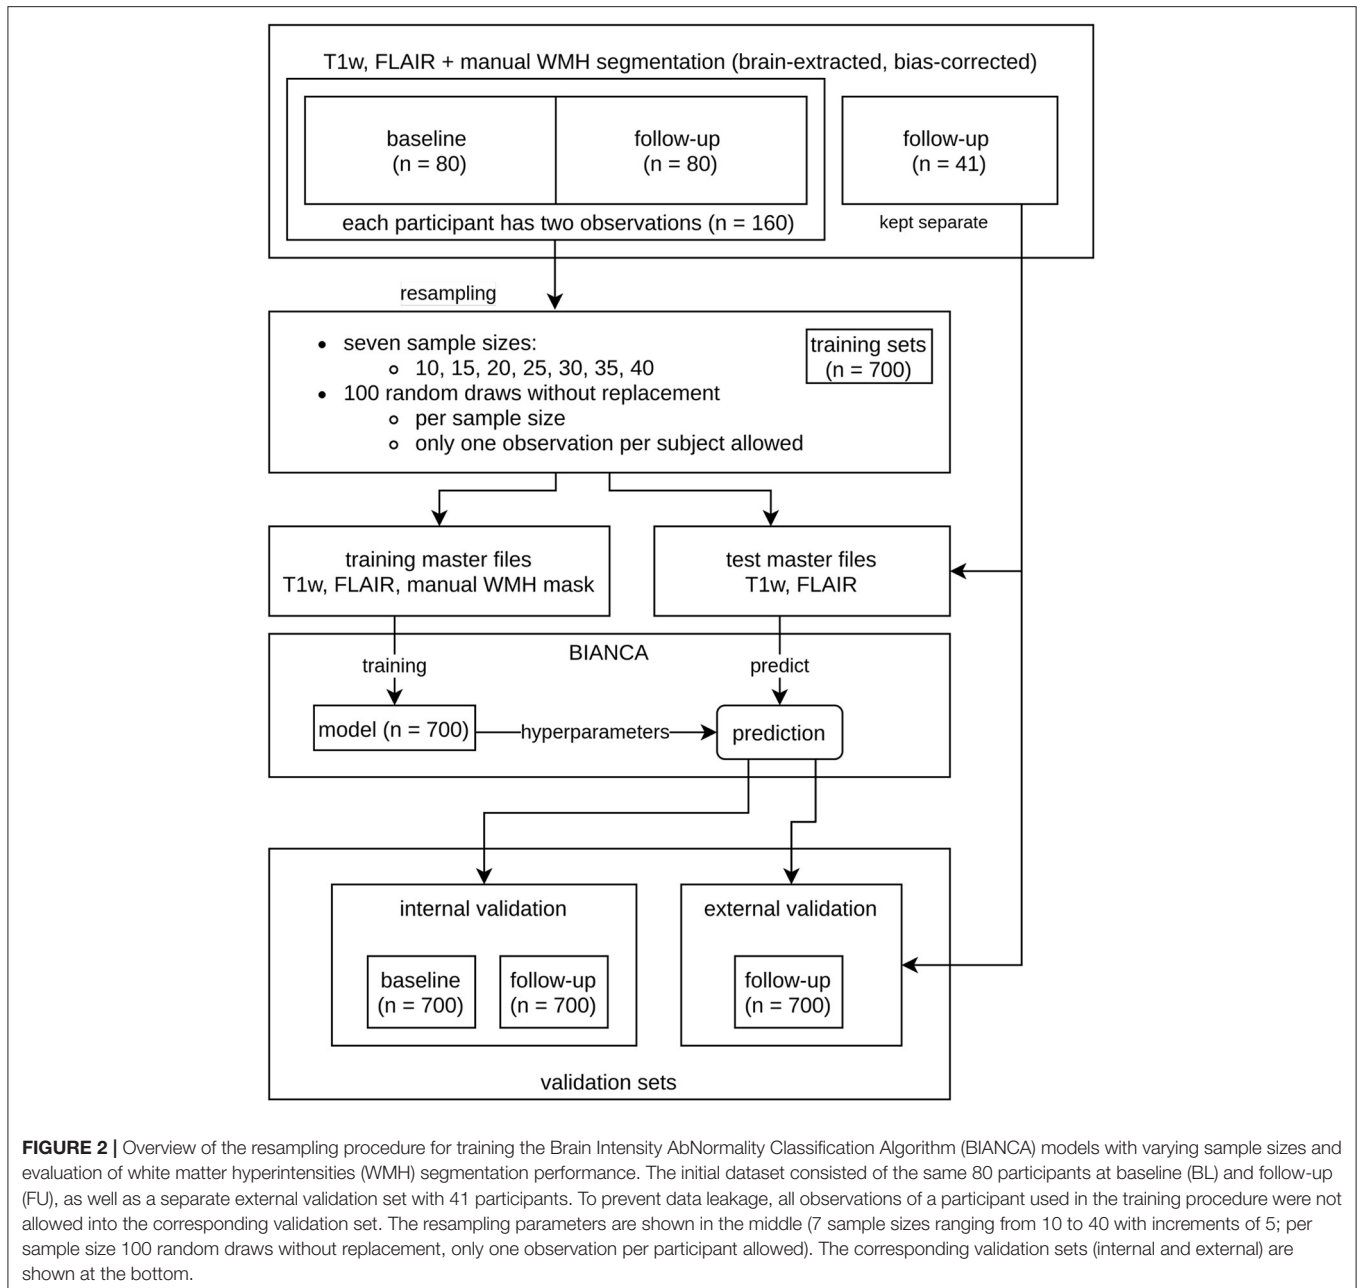 T1w, FLAIR + manual WMH segmentation (brain-extracted, bias-corrected)
baseline
(n = 80)
follow-up
(n = 80)
follow-up
(n = 41)
each participant has two observations (n = 160)
kept separate
resampling
• seven sample sizes:
o 10, 15, 20, 25, 30, 35, 40
• 100 random draws without replacement
o per sample size
o only one observation per subject allowed
training sets
(n = 700)
training master files
T1w, FLAIR, manual WMH mask
test master files
T1w, FLAIR
BIANCA
training
predict
model (n = 700)
hyperparameters
prediction
internal validation
baseline
(n = 700)
follow-up
(n = 700)
external validation
follow-up
(n = 700)
validation sets
FIGURE 2 | Overview of the resampling procedure for training the Brain Intensity AbNormality Classification Algorithm (BIANCA) models with varying sample sizes and
evaluation of white matter hyperintensities (WMH) segmentation performance. The initial dataset consisted of the same 80 participants at baseline (BL) and follow-up
(FU), as well as a separate external validation set with 41 participants. To prevent data leakage, all observations of a participant used in the training procedure were not
allowed into the corresponding validation set. The resampling parameters are shown in the middle (7 sample sizes ranging from 10 to 40 with increments of 5; per
sample size 100 random draws without replacement, only one observation per participant allowed). The corresponding validation sets (internal and external) are
shown at the bottom.